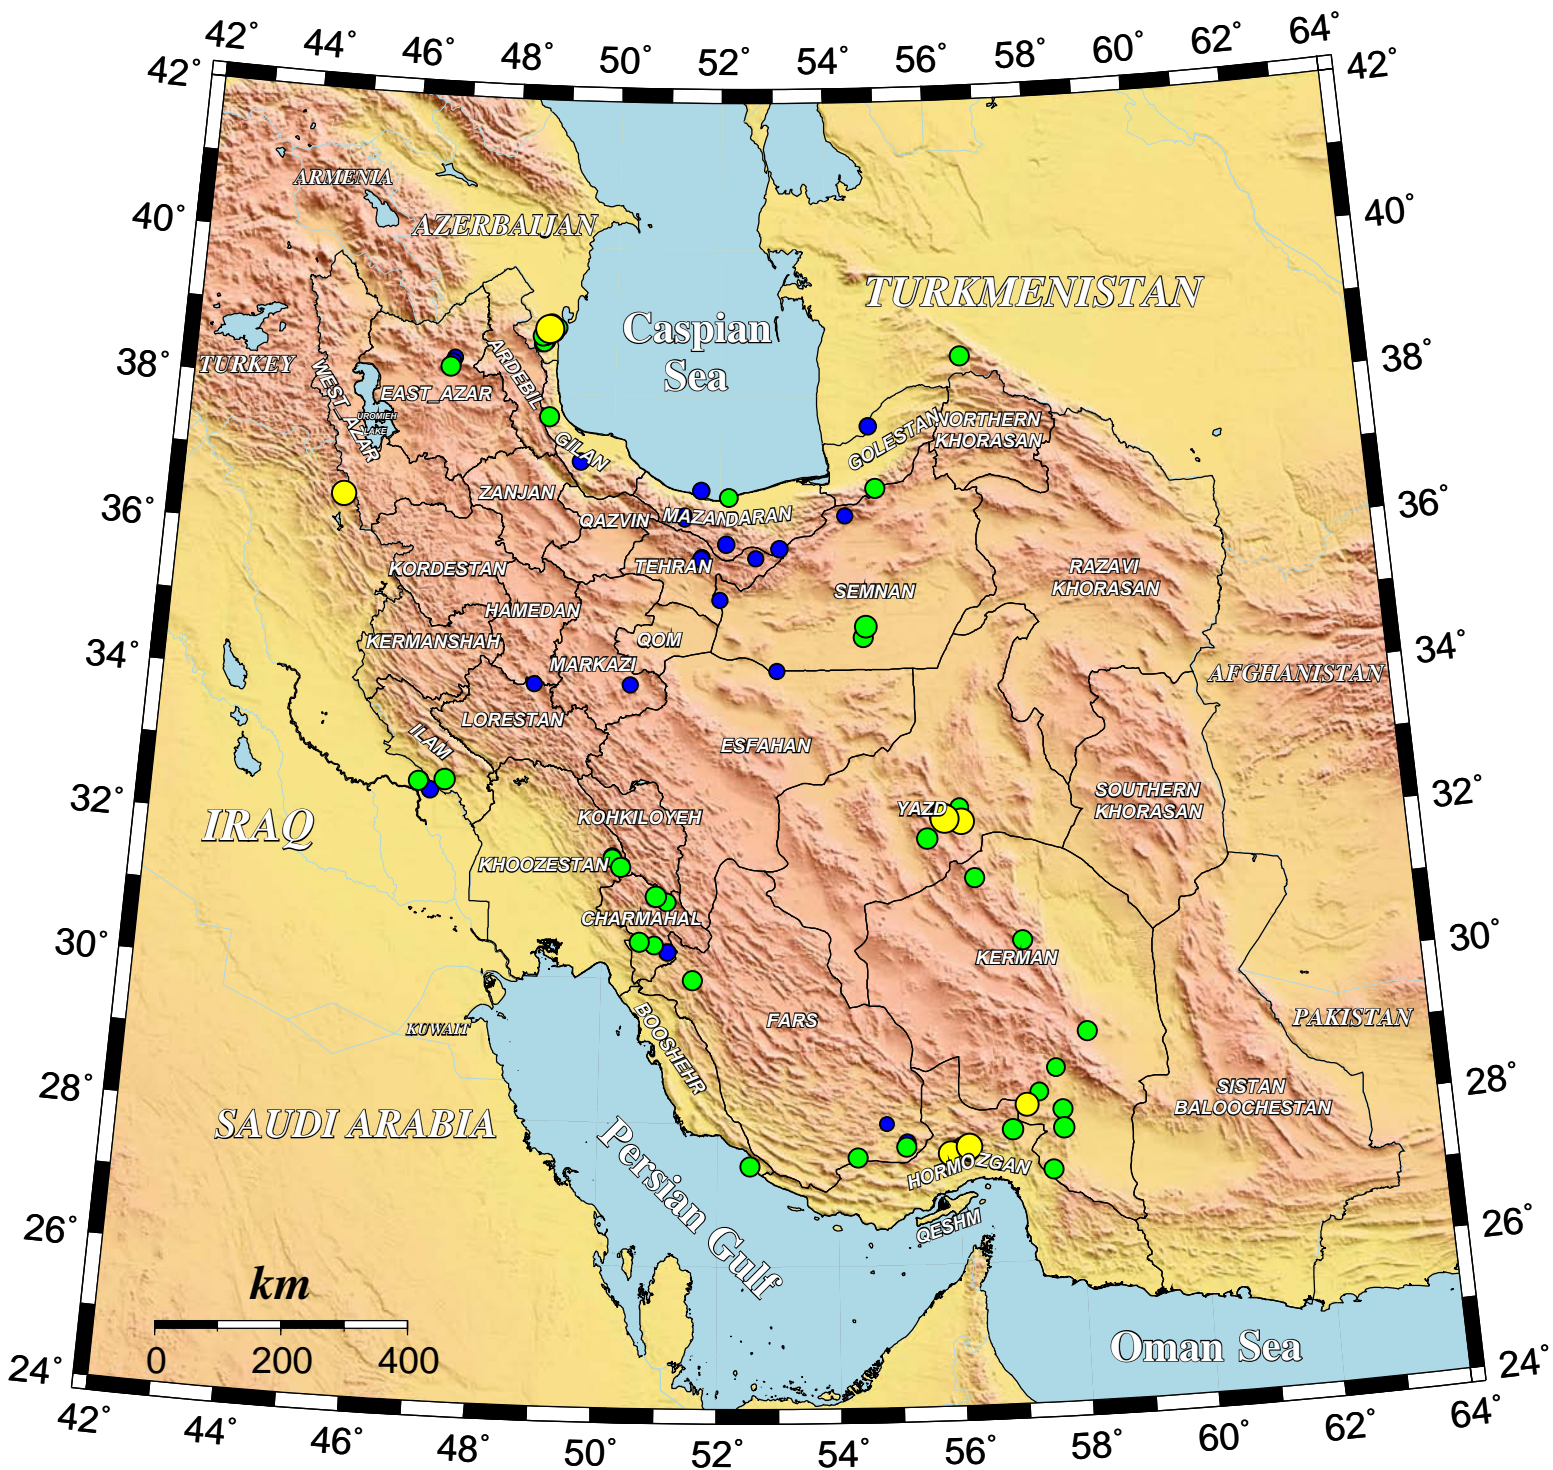 42° 44° 46° 48° 50° 52° 54° 56° 58° 60° 62° 64°
42° 42°
ARMENIA
AZERBAIJAN
40° 40°
TURKMENISTAN
Caspian
Sea
38° 38°
TURKEY
WEST_AZAR
EAST_AZAR
ARDEBIL
UROMIEH
LAKE
GILAN
GOLESTAN
NORTHERN
KHORASAN
36° 36°
ZANJAN
QAZVIN
MAZANDARAN
KORDESTAN
TEHRAN
SEMNAN
RAZAVI
KHORASAN
HAMEDAN
KERMANSHAH
QOM
MARKAZI
34° 34°
AFGHANISTAN
LORESTAN
ILAM
ESFAHAN
32° 32°
IRAQ
KOHKILOYEH
YAZD
SOUTHERN
KHORASAN
KHOOZESTAN
CHARMAHAL
30° 30°
KERMAN
KUWAIT
BOOSHEHR
FARS
PAKISTAN
28° 28°
SAUDI ARABIA
SISTAN
BALOOCHESTAN
Persian Gulf
HORMOZGAN
QESHM
26° 26°
km
0 200 400
Oman Sea
24° 24°
42° 44° 46° 48° 50° 52° 54° 56° 58° 60° 62° 64°